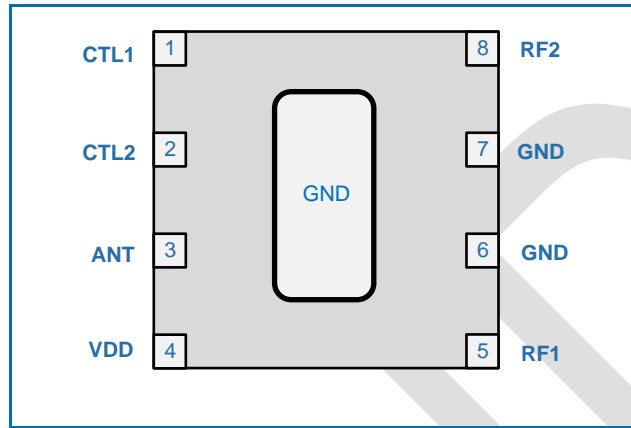 CTL1 1 8 RF2
CTL2 2 7 GND
GND
ANT 3 6 GND
VDD 4 5 RF1